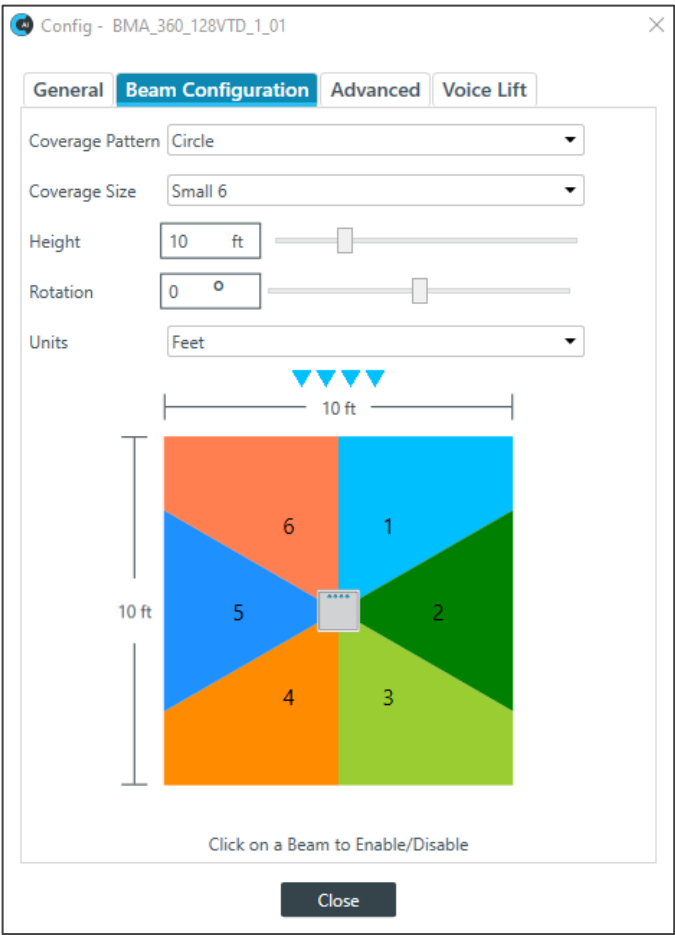 AI Config - BMA_360_128VTD_1_01
General Beam Configuration Advanced Voice Lift
Coverage Pattern Circle
Coverage Size Small 6
Height 10 ft
Rotation 0 °
Units Feet
10 ft
6 1
10 ft 5 2
4 3
Click on a Beam to Enable/Disable
Close